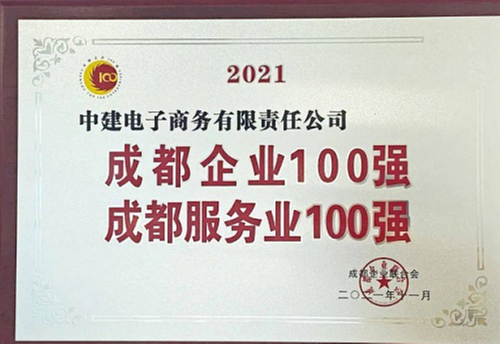 100
2021
中建电子商务有限责任公司
成都企业100强
成都服务业100强
成都企业联合会
二〇二一年十一月